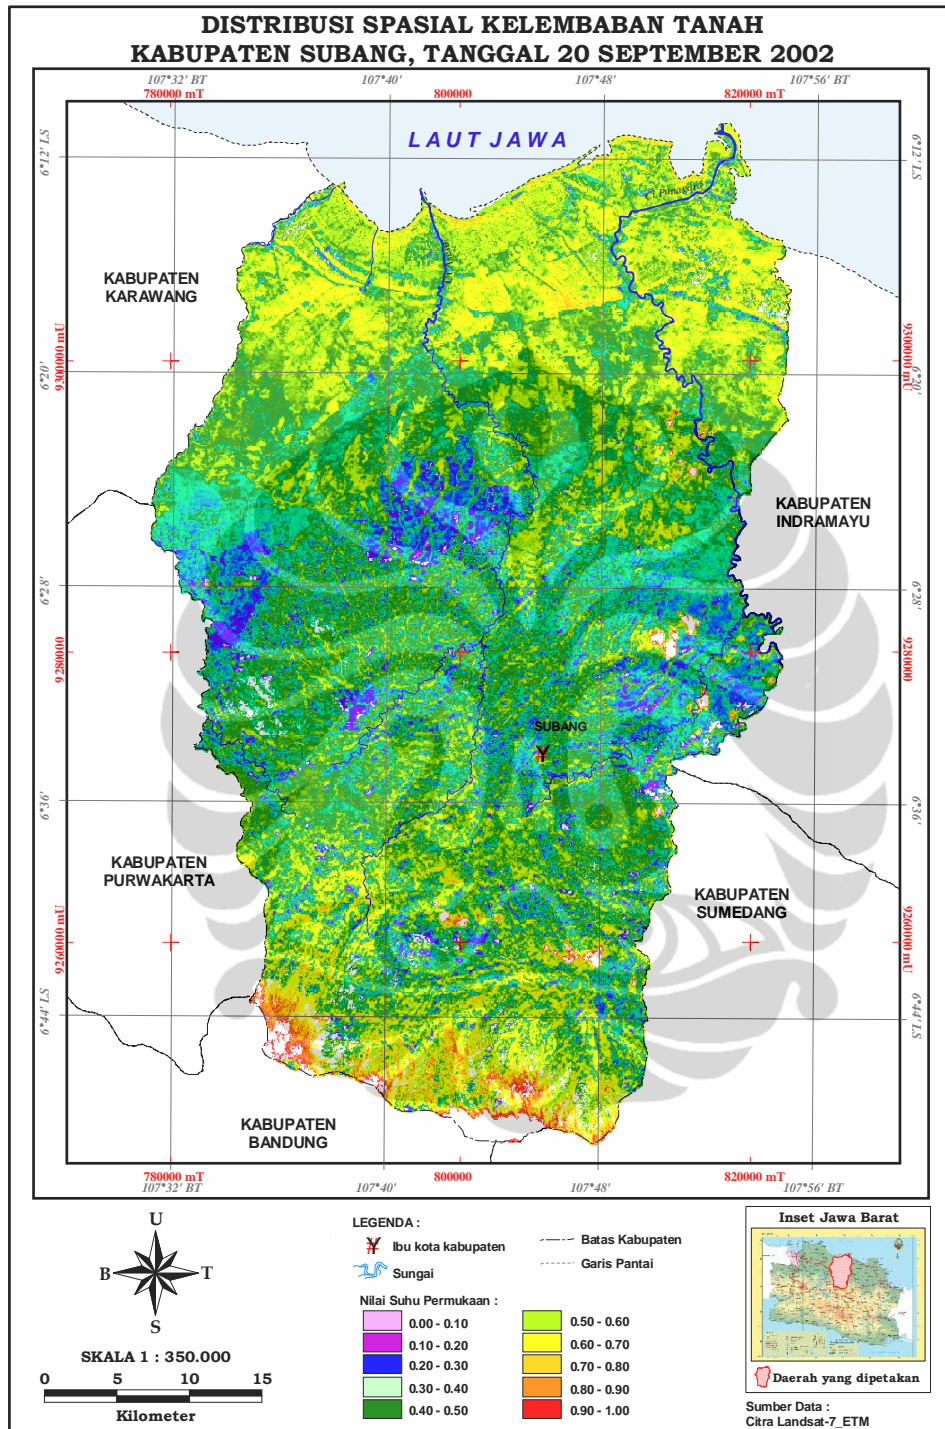 DISTRIBUSI SPASIAL KELEMBABAN TANAH
KABUPATEN SUBANG, TANGGAL 20 SEPTEMBER 2002
107°32' BT 107°40' 107°48' 107°56' BT
780000 mT 800000 820000 mT
6°12' LS
6°12' LS
LAUT JAWA
Ci Punagara
KABUPATEN
KARAWANG
9300000 mU
9300000 mU
6°20'
6°20'
KABUPATEN
INDRAMAYU
6°28'
6°28'
9280000
9280000
SUBANG
6°36'
6°36'
KABUPATEN
PURWAKARTA
KABUPATEN
SUMEDANG
9260000 mU
9260000 mU
6°44' LS
6°44' LS
KABUPATEN
BANDUNG
780000 mT 800000 820000 mT
107°32' BT 107°40' 107°48' 107°56' BT
U
B T
S
SKALA 1 : 350.000
0 5 10 15
Kilometer
LEGENDA :
Ibu kota kabupaten
Sungai
Batas Kabupaten
Garis Pantai
Nilai Suhu Permukaan :
0.00 - 0.10
0.10 - 0.20
0.20 - 0.30
0.30 - 0.40
0.40 - 0.50
0.50 - 0.60
0.60 - 0.70
0.70 - 0.80
0.80 - 0.90
0.90 - 1.00
Inset Jawa Barat
Daerah yang dipetakan
Sumber Data :
Citra Landsat-7_ETM